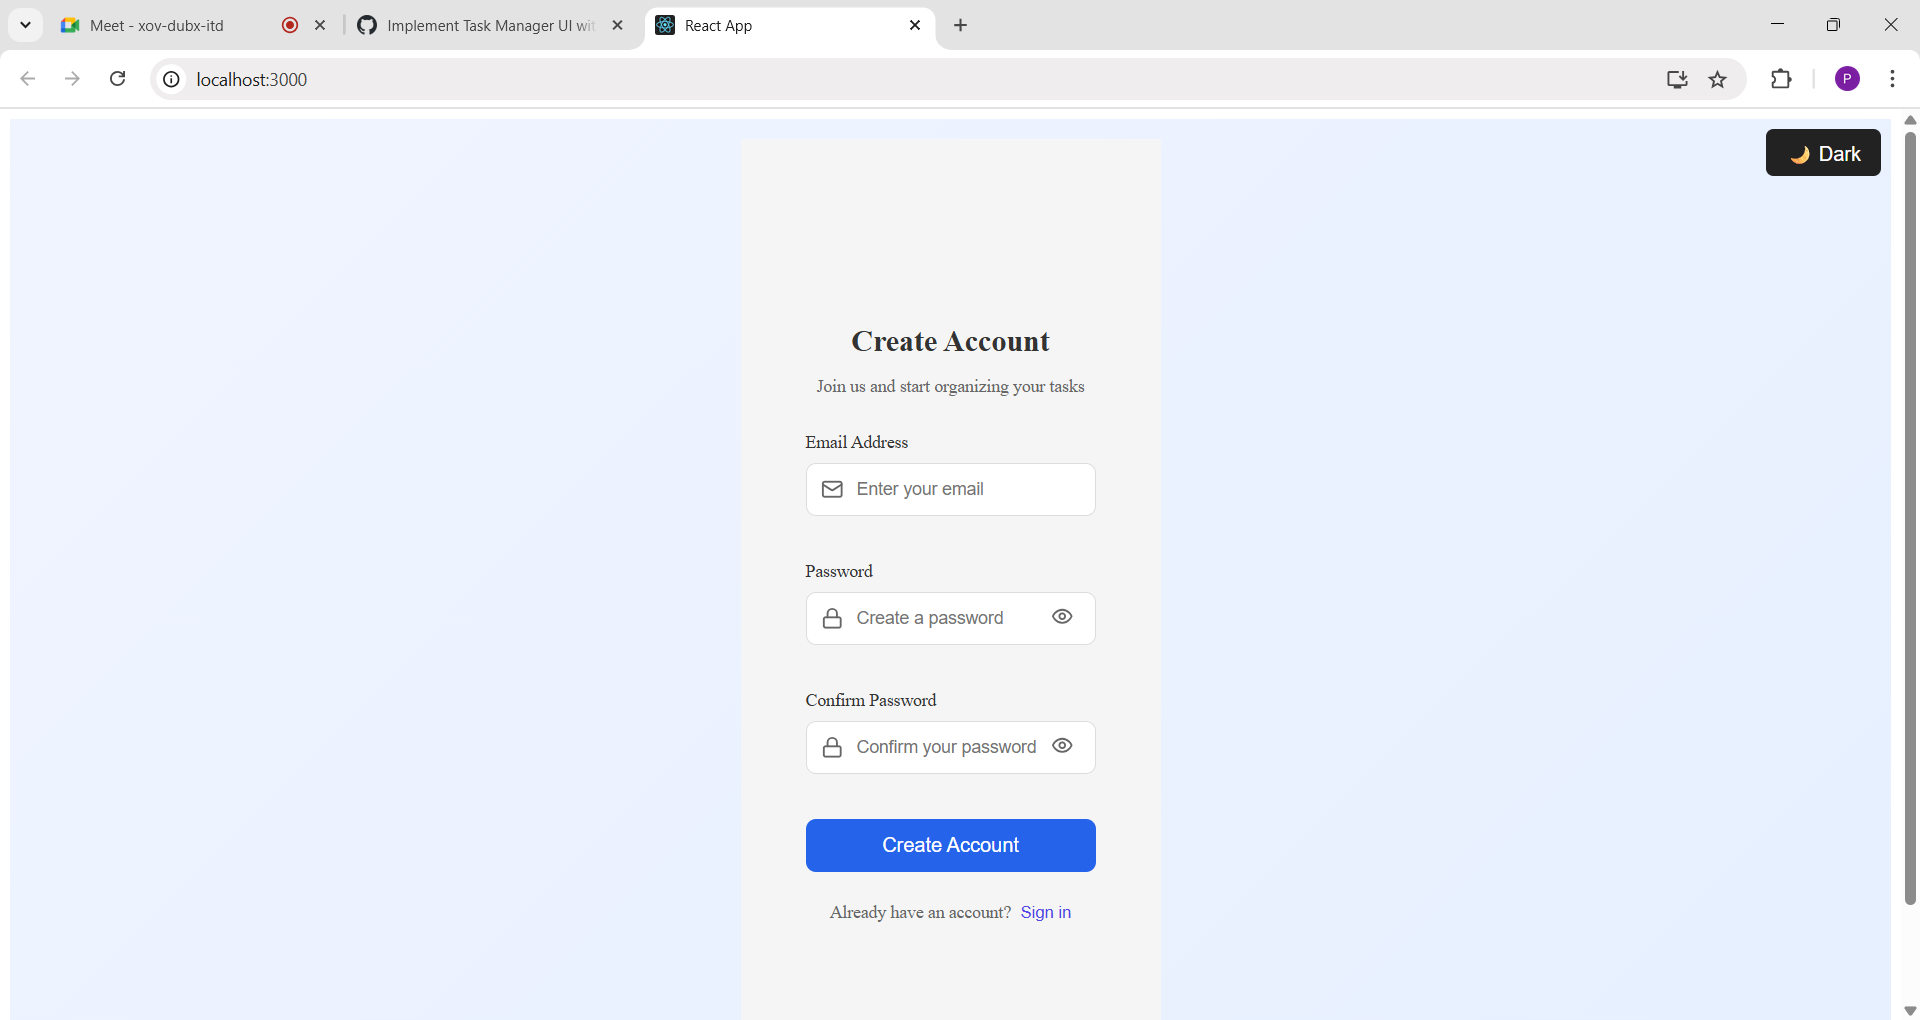 Meet - xov-dubx-itd
Implement Task Manager UI wit
React App
localhost:3000
P
🌙 Dark
Create Account
Join us and start organizing your tasks
Email Address
Enter your email
Password
Create a password
Confirm Password
Confirm your password
Create Account
Already have an account? Sign in